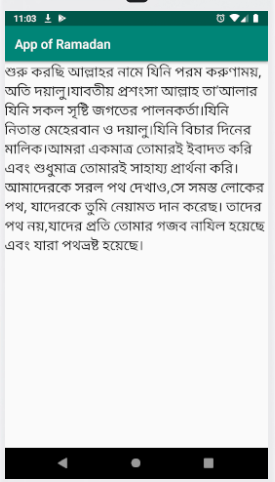 11:03
App of Ramadan
শুরু করছি আল্লাহর নামে যিনি পরম করুণাময়,
অতি দয়ালু।যাবতীয় প্রশংসা আল্লাহ তা'আলার
যিনি সকল সৃষ্টি জগতের পালনকর্তা।যিনি
নিতান্ত মেহেরবান ও দয়ালু।যিনি বিচার দিনের
মালিক।আমরা একমাত্র তোমারই ইবাদত করি
এবং শুধুমাত্র তোমারই সাহায্য প্রার্থনা করি।
আমাদেরকে সরল পথ দেখাও,সে সমস্ত লোকের
পথ, যাদেরকে তুমি নেয়ামত দান করেছ। তাদের
পথ নয়,যাদের প্রতি তোমার গজব নাযিল হয়েছে
এবং যারা পথভ্রষ্ট হয়েছে।